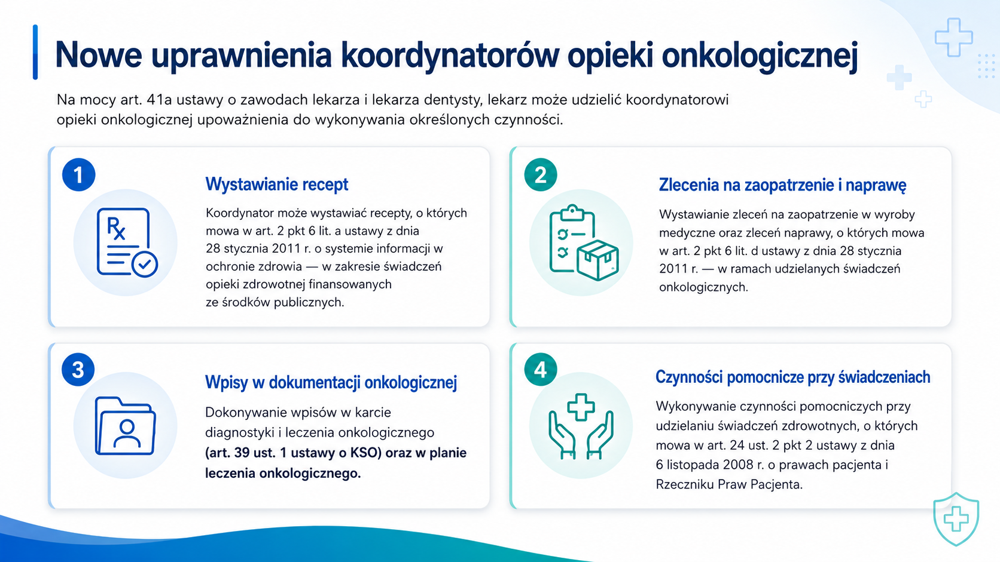 Nowe uprawnienia koordynatorów opieki onkologicznej
Na mocy art. 41a ustawy o zawodach lekarza i lekarza dentysty, lekarz może udzielić koordynatorowi
opieki onkologicznej upoważnienia do wykonywania określonych czynności.
1
Rx
Wystawianie recept
Koordynator może wystawiać recepty, o których
mowa w art. 2 pkt 6 lit. a ustawy z dnia
28 stycznia 2011 r. o systemie informacji w
ochronie zdrowia — w zakresie świadczeń
opieki zdrowotnej finansowanych
ze środków publicznych.
2
Zlecenia na zaopatrzenie i naprawę
Wystawianie zleceń na zaopatrzenie w wyroby
medyczne oraz zleceń naprawy, o których mowa
w art. 2 pkt 6 lit. d ustawy z dnia 28 stycznia
2011 r. — w ramach udzielanych świadczeń
onkologicznych.
3
Wpisy w dokumentacji onkologicznej
Dokonywanie wpisów w karcie
diagnostyki i leczenia onkologicznego
(art. 39 ust. 1 ustawy o KSO) oraz w planie
leczenia onkologicznego.
4
Czynności pomocnicze przy świadczeniach
Wykonywanie czynności pomocniczych przy
udzielaniu świadczeń zdrowotnych, o których
mowa w art. 24 ust. 2 pkt 2 ustawy z dnia
6 listopada 2008 r. o prawach pacjenta i
Rzeczniku Praw Pacjenta.